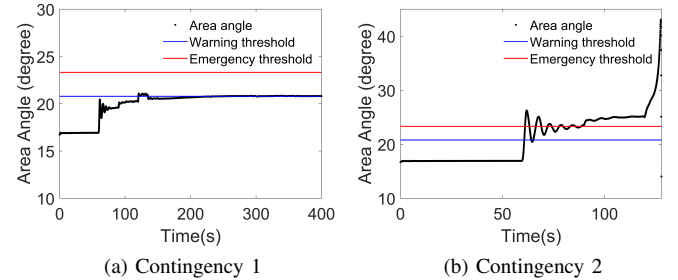 30
25
20
15
10
Area Angle (degree)
Area angle
Warning threshold
Emergency threshold
0
100
200
300
400
Time(s)
(a) Contingency 1
40
30
20
10
Area Angle (degree)
Area angle
Warning threshold
Emergency threshold
0
50
100
Time(s)
(b) Contingency 2